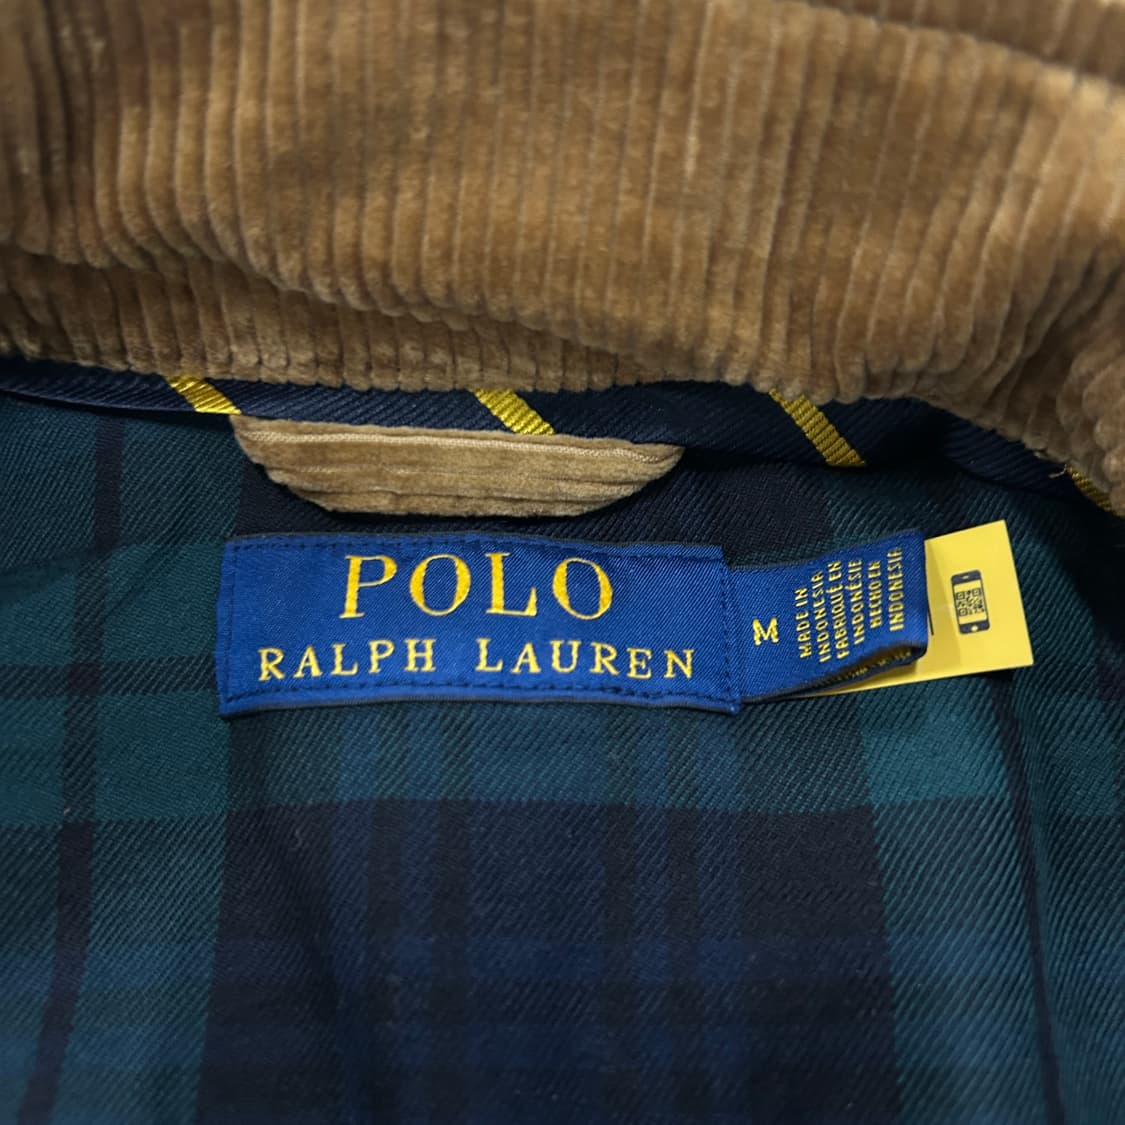 POLO
RALPH LAUREN
M
MADE IN
INDONESIA
FABRIQUÉ EN
INDONÉSIE
HECHO EN
INDONESIA